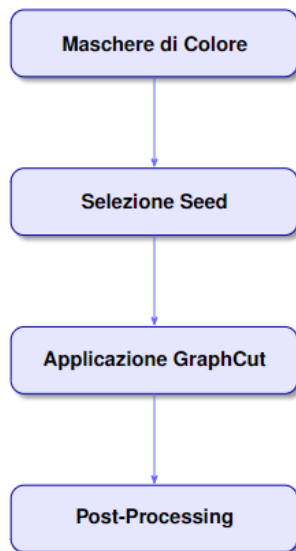 Maschere di Colore
Selezione Seed
Applicazione GraphCut
Post-Processing